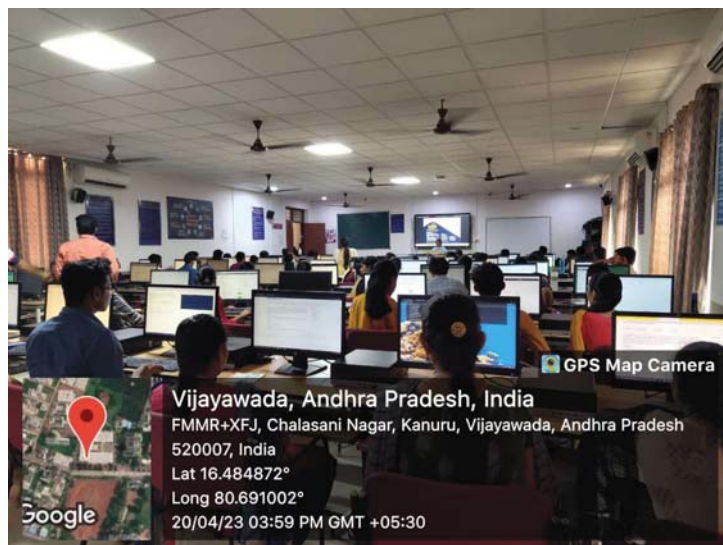 GPS Map Camera
Vijayawada, Andhra Pradesh, India
FMMR+XFJ, Chalasani Nagar, Kanuru, Vijayawada, Andhra Pradesh
520007, India
Lat 16.484872°
Long 80.691002°
20/04/23 03:59 PM GMT +05:30
Google